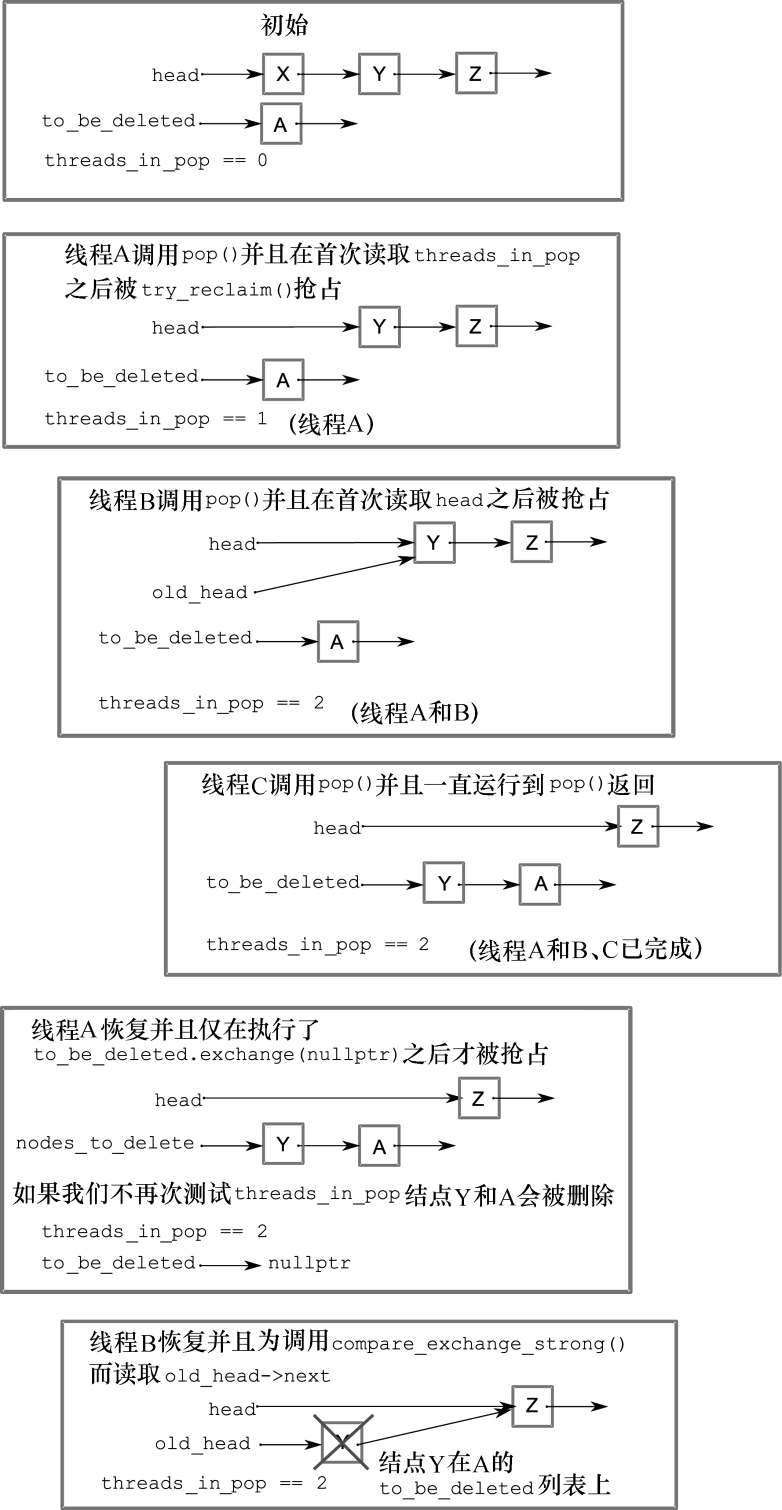 初始
head X Y Z
to_be_deleted A
threads_in_pop == 0
线程A调用pop()并且在首次读取threads_in_pop
之后被try_reclaim()抢占
head Y Z
to_be_deleted A
threads_in_pop == 1 (线程A)
线程B调用pop()并且在首次读取head之后被抢占
head Y Z
old_head
to_be_deleted A
threads_in_pop == 2 (线程A和B)
线程C调用pop()并且一直运行到pop()返回
head Z
to_be_deleted Y A
threads_in_pop == 2 (线程A和B、C已完成)
线程A恢复并且仅在执行了
to_be_deleted.exchange(nullptr)之后才被抢占
head Z
nodes_to_delete Y A
如果我们不再次测试threads_in_pop结点Y和A会被删除
threads_in_pop == 2
to_be_deleted nullptr
线程B恢复并且为调用compare_exchange_strong()
而读取old_head->next
head Z
old_head Y
结点Y在A的
threads_in_pop == 2 to_be_deleted列表上